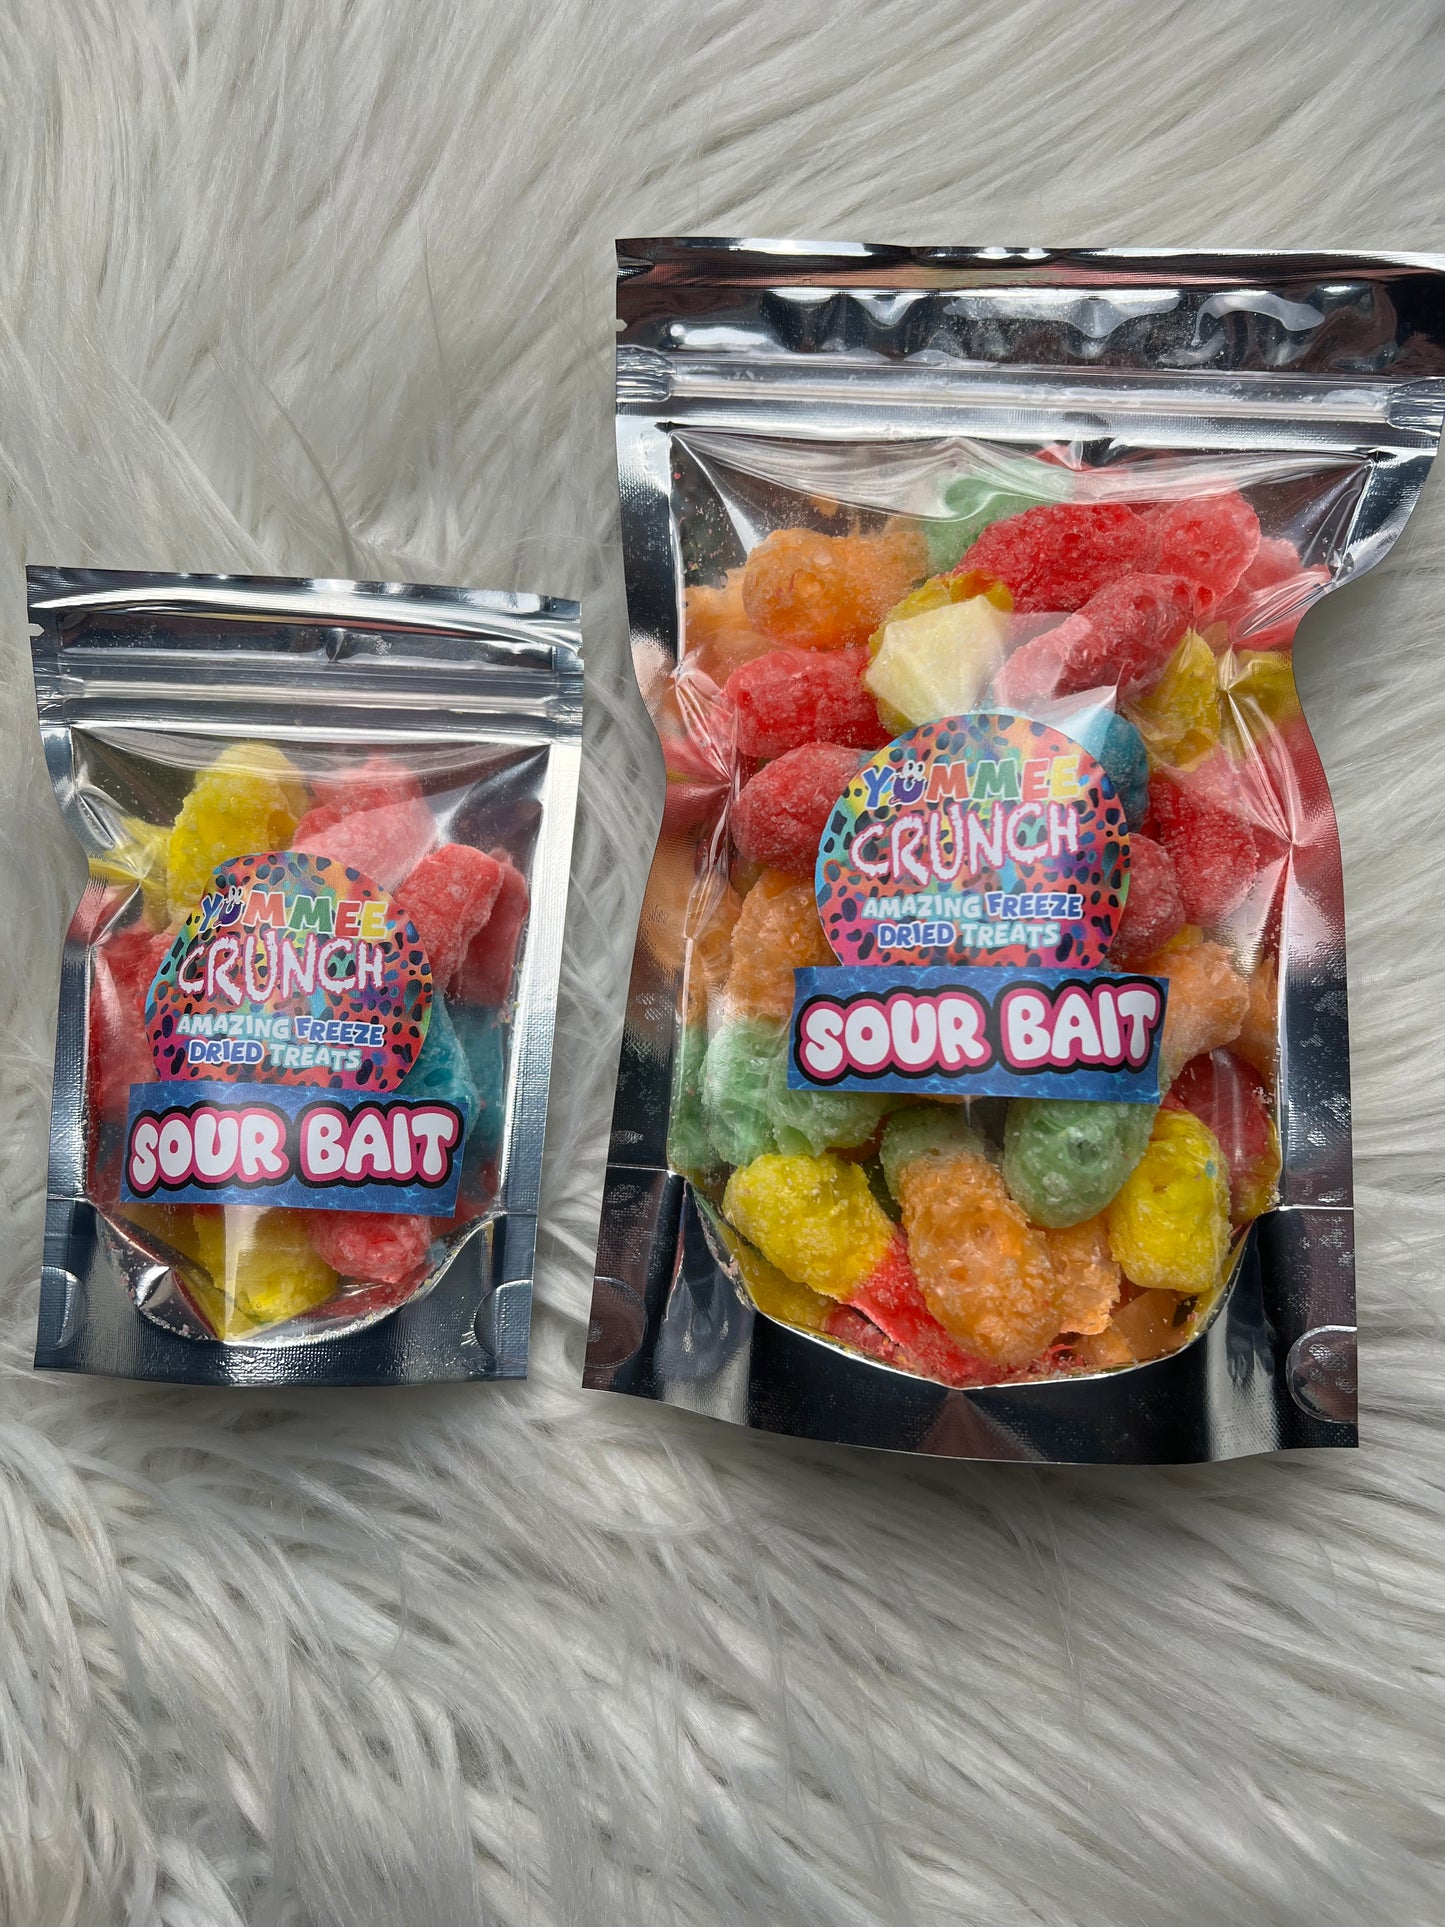 YUMMEE
CRUNCH
AMAZING FREEZE
DRIED TREATS
SOUR BAIT
YUMMEE
CRUNCH
AMAZING FREEZE
DRIED TREATS
SOUR BAIT